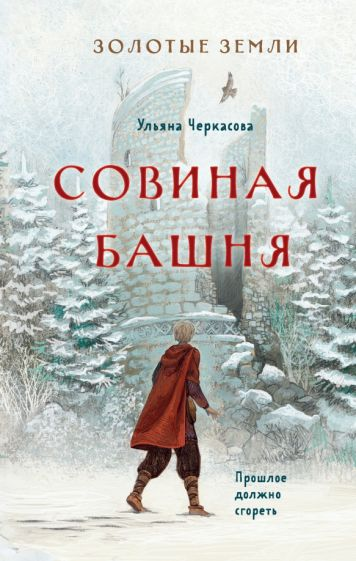 ЗОЛОТЫЕ ЗЕМЛИ
Ульяна Черкасова
СОВИНАЯ
БАШНЯ
Прошлое
должно
сгореть